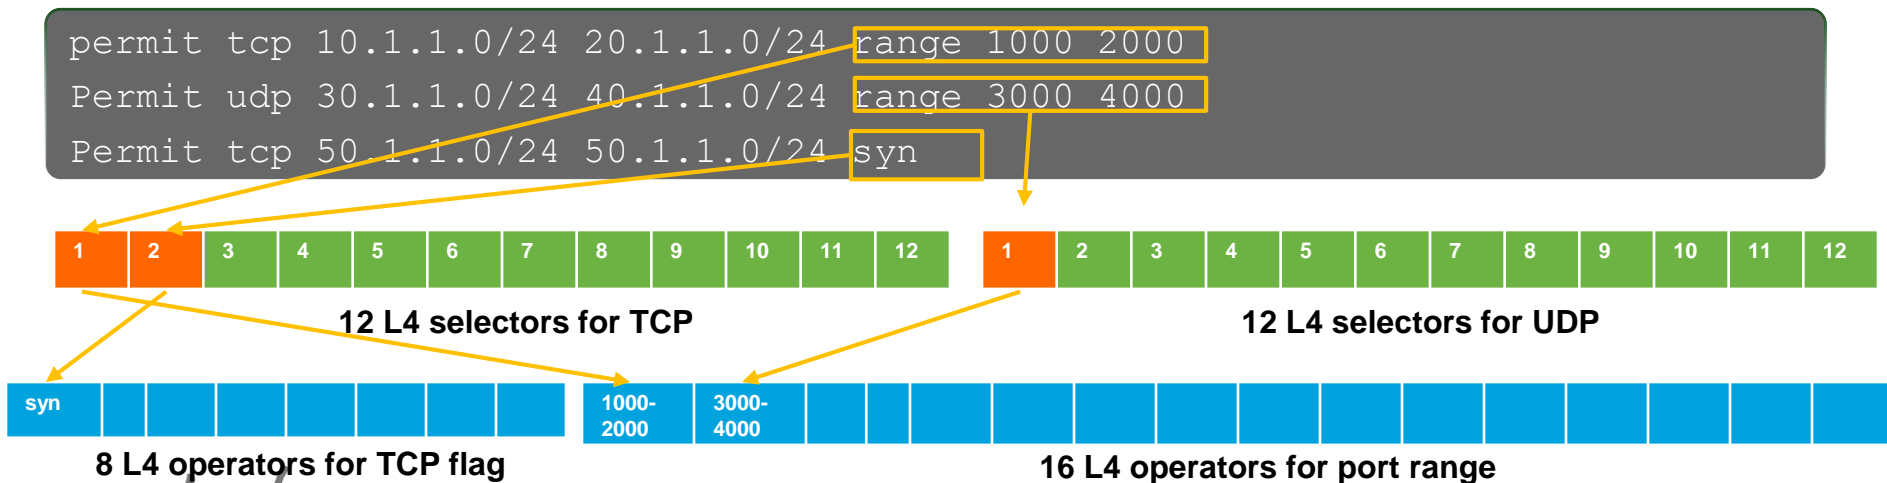 permit tcp 10.1.1.0/24 20.1.1.0/24 range 1000 2000
Permit udp 30.1.1.0/24 40.1.1.0/24 range 3000 4000
Permit tcp 50.1.1.0/24 50.1.1.0/24 syn
1 2 3 4 5 6 7 8 9 10 11 12
1 2 3 4 5 6 7 8 9 10 11 12
12 L4 selectors for TCP
12 L4 selectors for UDP
syn
1000-
2000
3000-
4000
8 L4 operators for TCP flag
16 L4 operators for port range